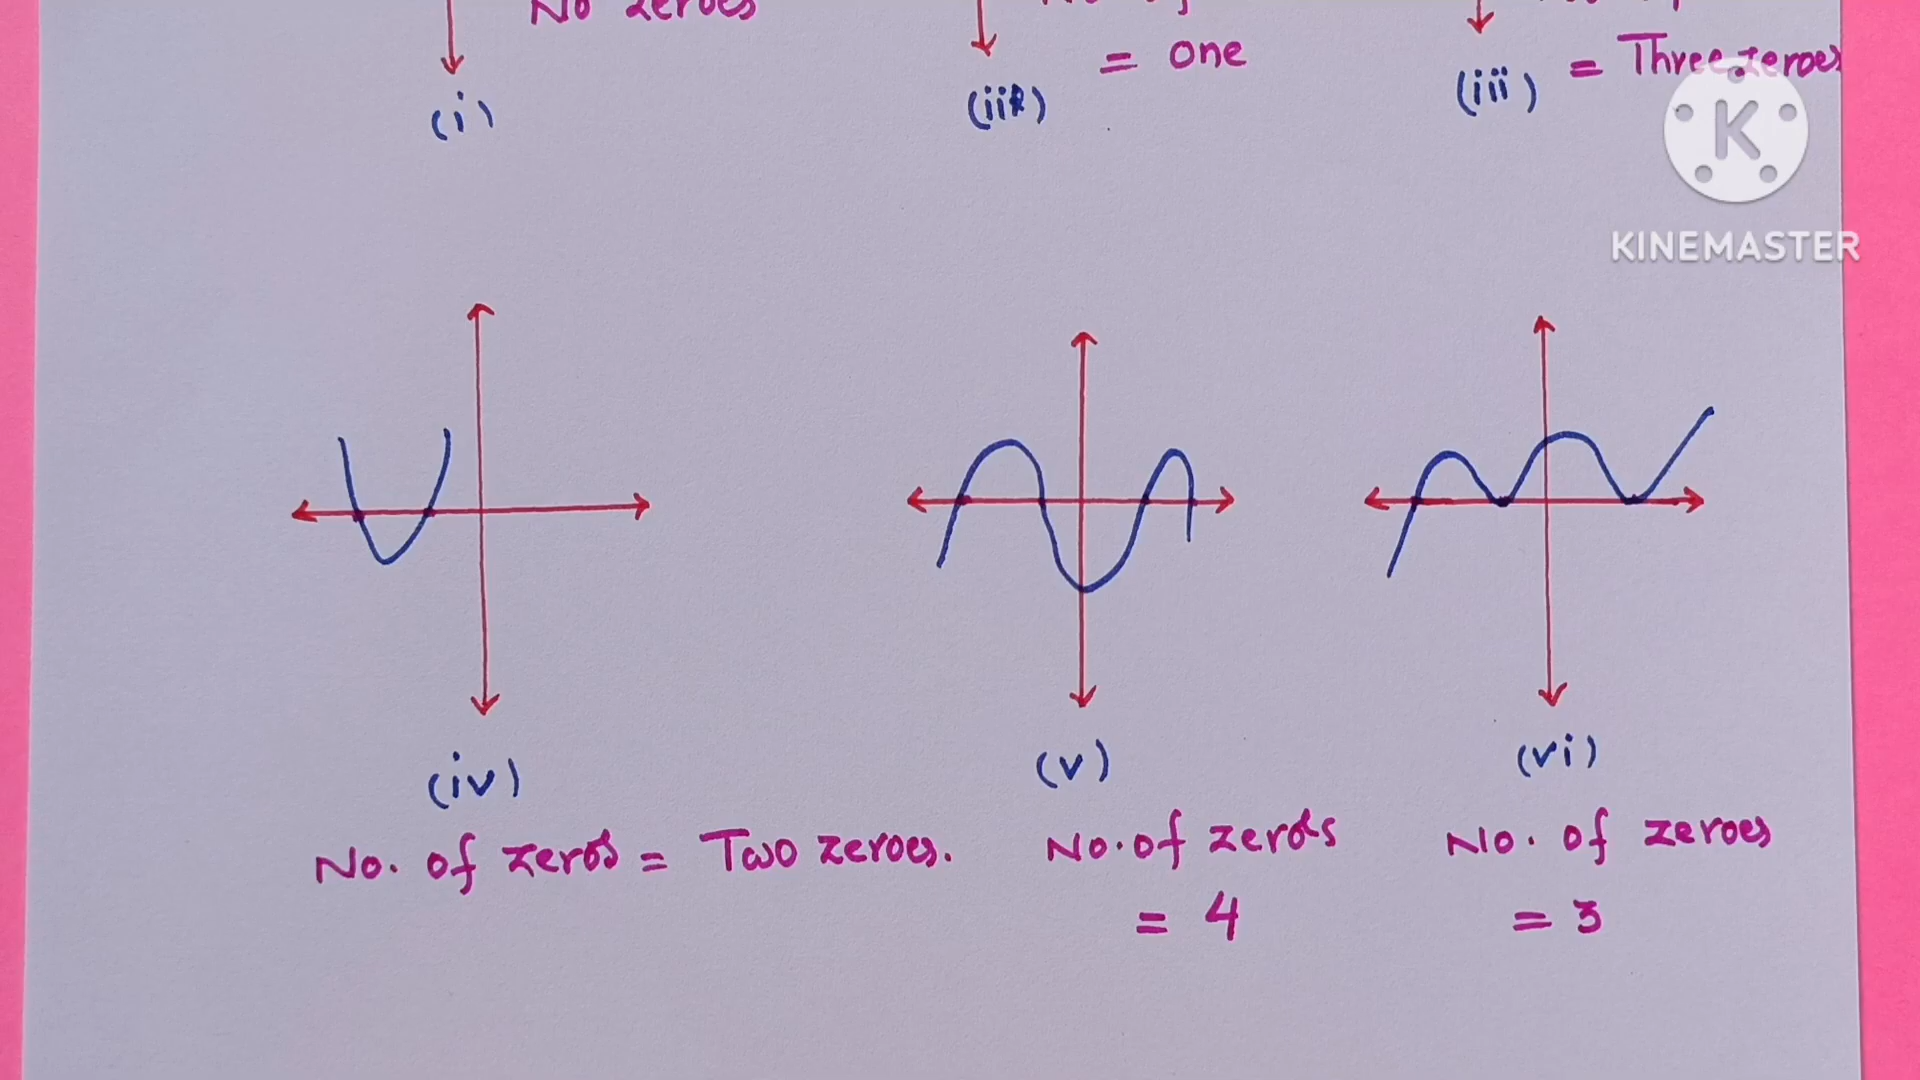 No zeroes
= one
= Three zeroes
(i)
(ii)
(iii)
K
KINEMASTER
(iv)
(v)
(vi)
No. of zeros = Two zeroes.
No. of zeros
= 4
No. of zeroes
= 3